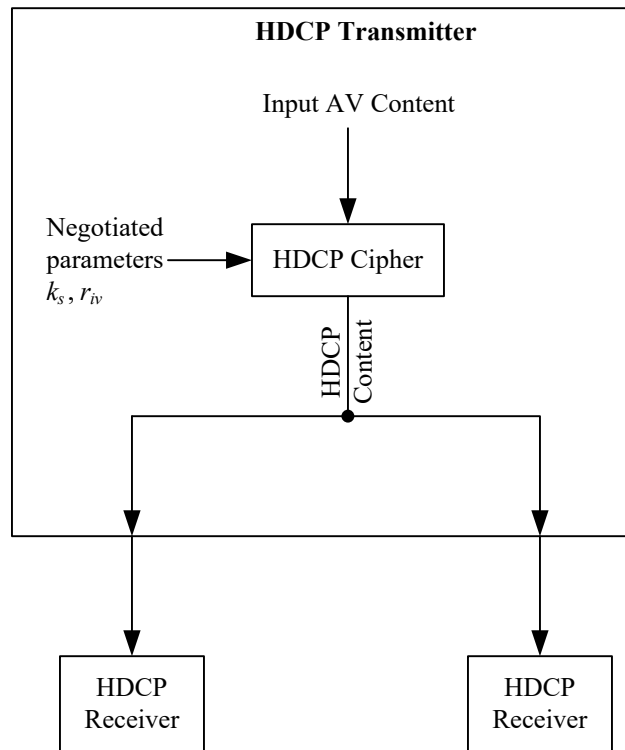 HDCP Transmitter
Input AV Content
Negotiated
parameters
kₛ, rᵢᵥ
HDCP Cipher
HDCP
Content
HDCP
Receiver
HDCP
Receiver